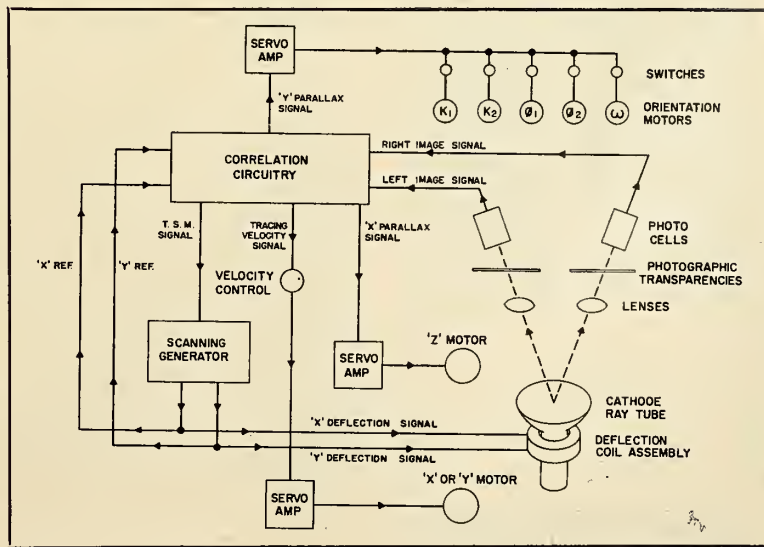 SERVO
AMP
SWITCHES
'Y' PARALLAX
SIGNAL
K1
K2
Ø1
Ø2
ω
ORIENTATION
MOTORS
CORRELATION
CIRCUITRY
RIGHT IMAGE SIGNAL
LEFT IMAGE SIGNAL
'X' REF.
'Y' REF.
T. S. M.
SIGNAL
TRACING
VELOCITY
SIGNAL
'X' PARALLAX
SIGNAL
PHOTO
CELLS
VELOCITY
CONTROL
PHOTOGRAPHIC
TRANSPARENCIES
LENSES
SCANNING
GENERATOR
SERVO
AMP
'Z' MOTOR
CATHODE
RAY TUBE
'X' DEFLECTION SIGNAL
'Y' DEFLECTION SIGNAL
DEFLECTION
COIL ASSEMBLY
SERVO
AMP
'X' OR 'Y' MOTOR